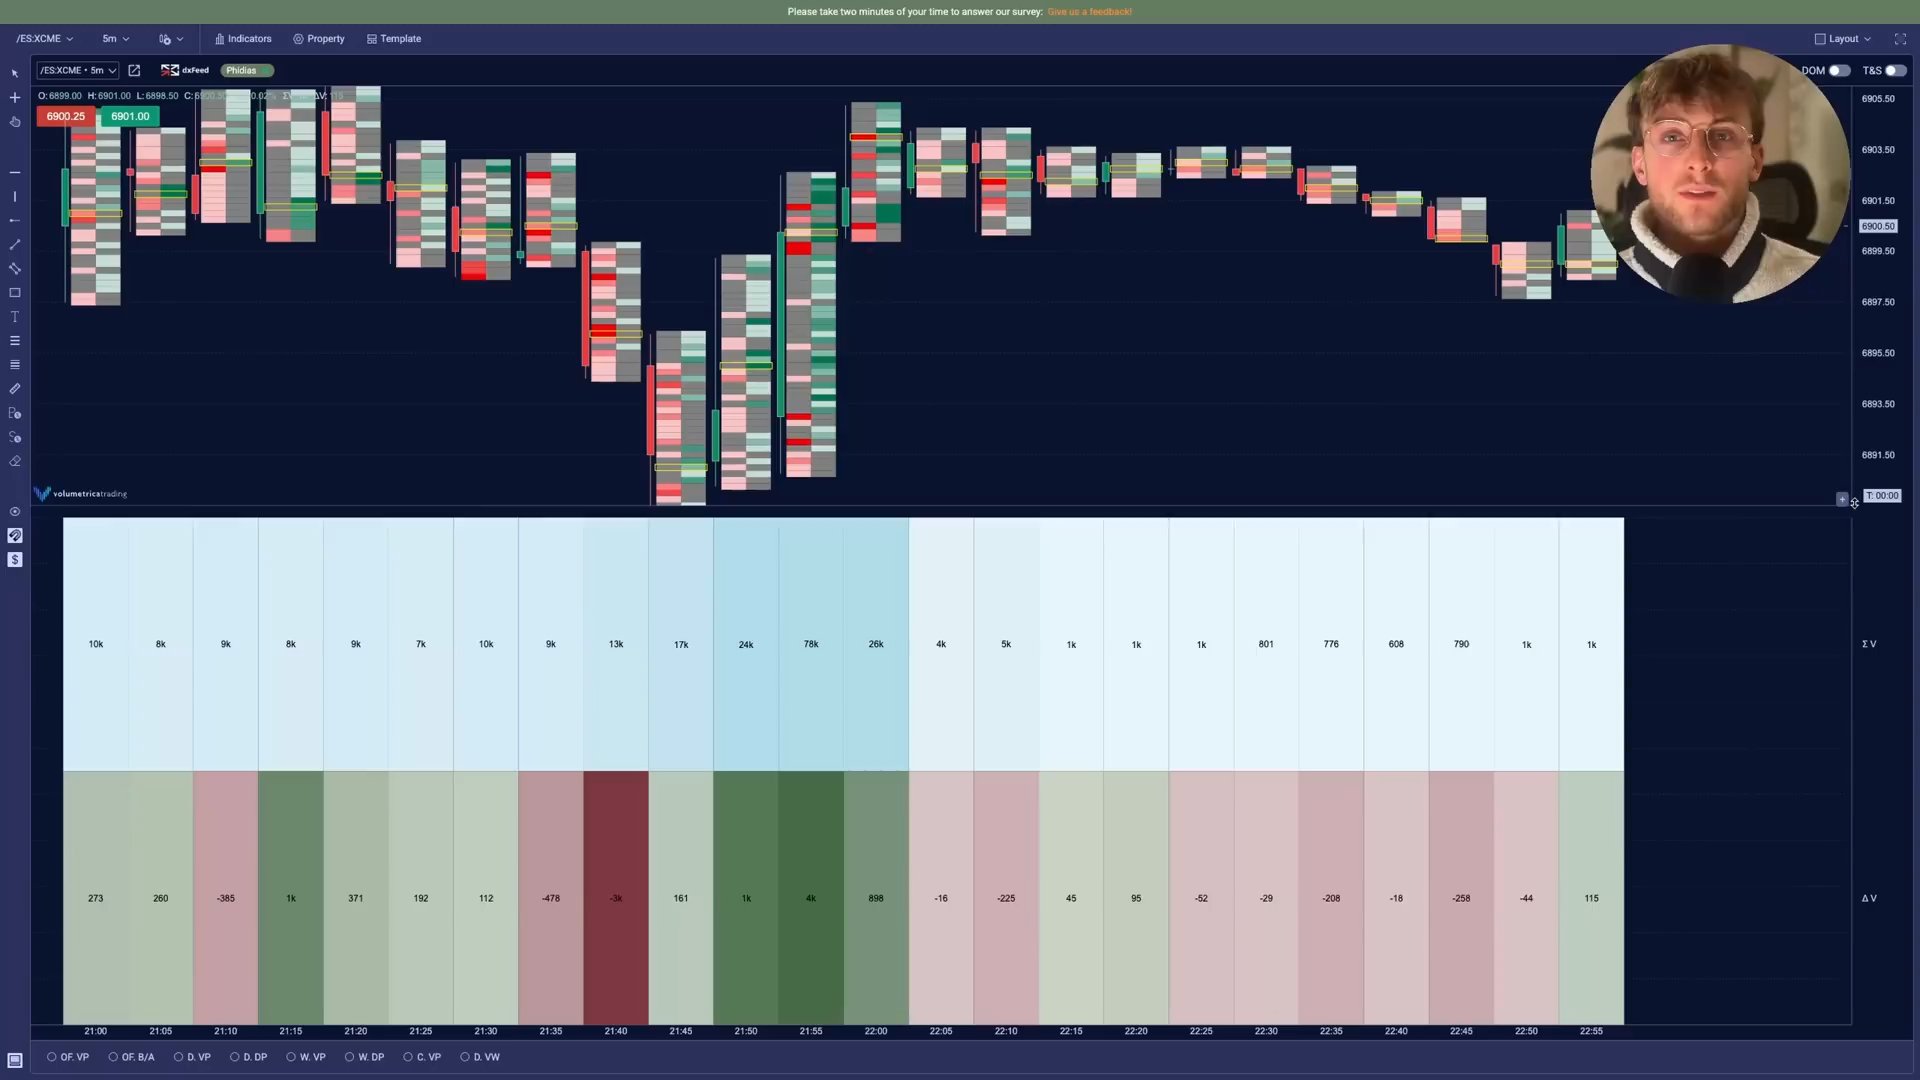 Please take two minutes of your time to answer our survey: Give us a feedback!
/ES:XCME 5m Indicators Property Template Layout
/ES:XCME • 5m dxFeed Phidias DOM T&S
O:6899.00 H:6901.00 L:6898.50
6900.25 6901.00
6905.50
6903.50
6901.50
6900.50
6899.50
6897.50
6895.50
6893.50
6891.50
volumetricatrading
T: 00:00
10k 8k 9k 8k 9k 7k 10k 9k 13k 17k 24k 78k 26k 4k 5k 1k 1k 1k 801 776 608 790 1k 1k Σ V
273 260 -385 1k 371 192 112 -478 -3k 161 1k 4k 898 -16 -225 45 95 -52 -29 -208 -18 -258 -44 115 Δ V
21:00 21:05 21:10 21:15 21:20 21:25 21:30 21:35 21:40 21:45 21:50 21:55 22:00 22:05 22:10 22:15 22:20 22:25 22:30 22:35 22:40 22:45 22:50 22:55
OF. VP OF. B/A D. VP D. DP W. VP W. DP C. VP D. VW